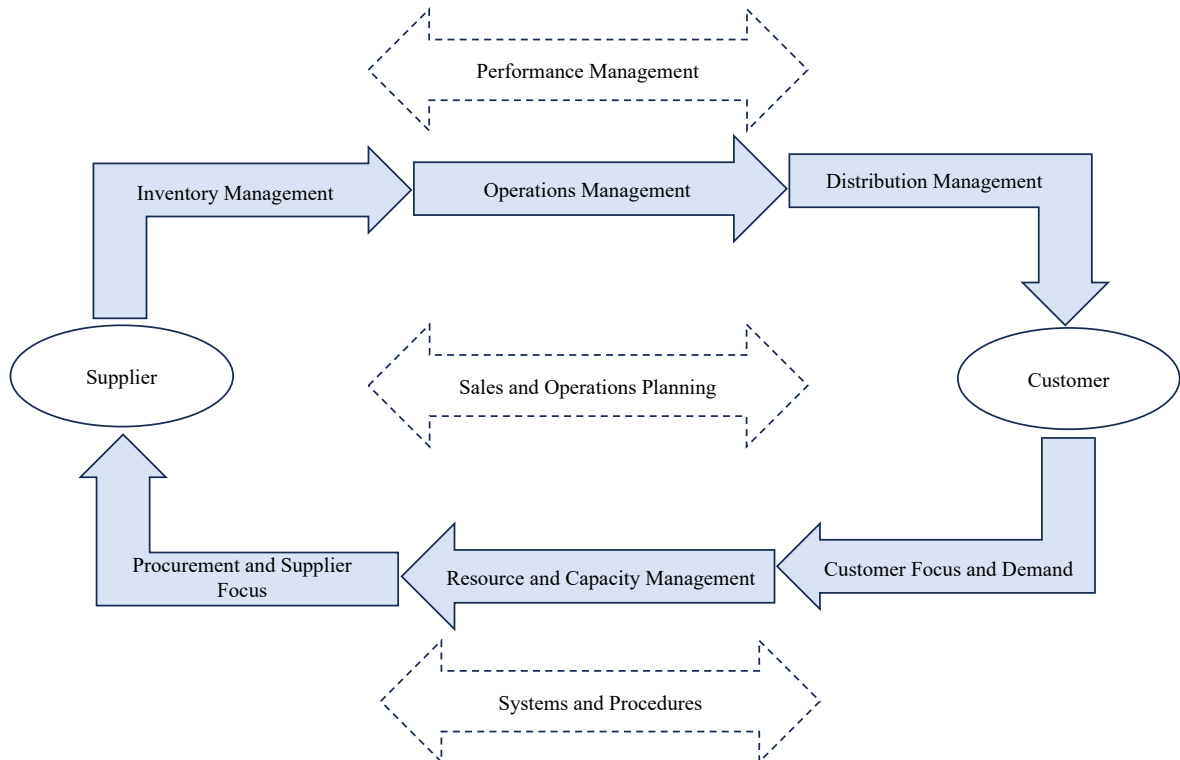 Performance Management
Inventory Management
Operations Management
Distribution Management
Supplier
Sales and Operations Planning
Customer
Procurement and Supplier
Focus
Resource and Capacity Management
Customer Focus and Demand
Systems and Procedures